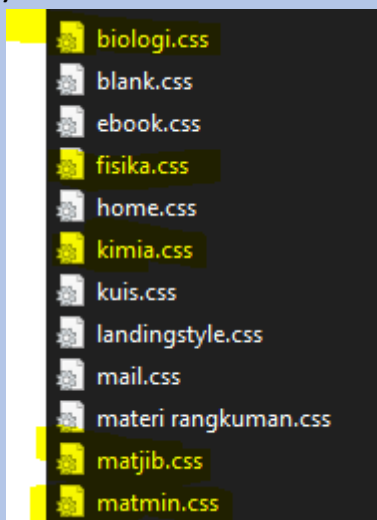 biologi.css
blank.css
ebook.css
fisika.css
home.css
kimia.css
kuis.css
landingstyle.css
mail.css
materi rangkuman.css
matjib.css
matmin.css